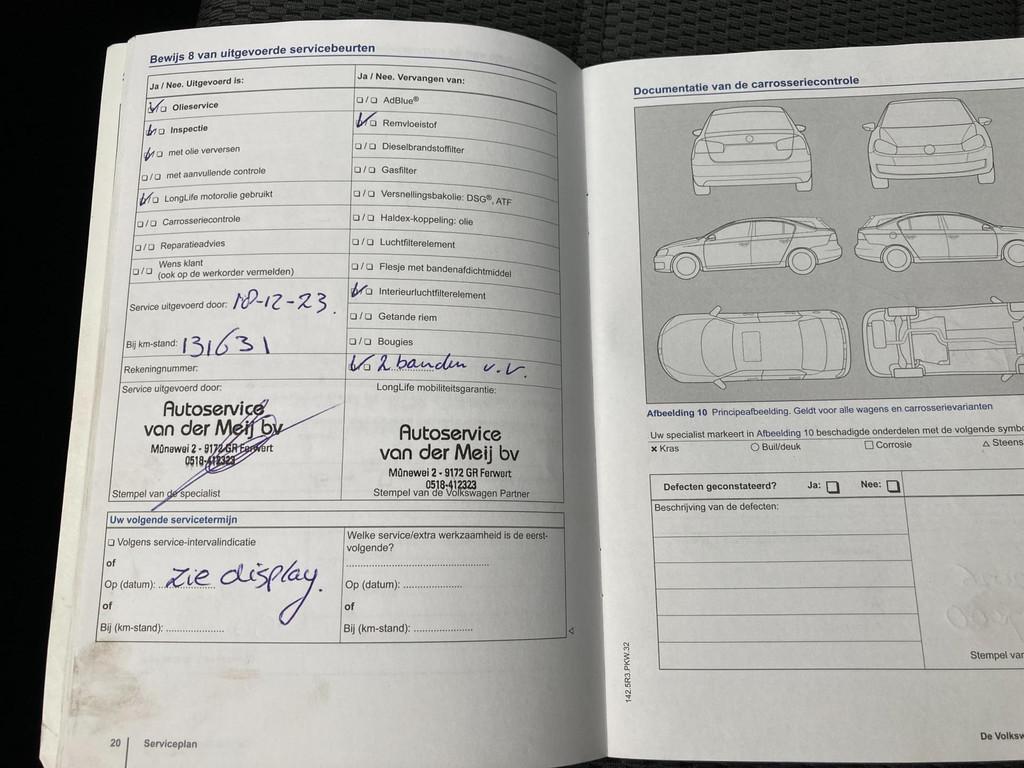 Bewijs 8 van uitgevoerde servicebeurten
Ja / Nee. Uitgevoerd is:
Olieservice
Inspectie
met olie verversen
met aanvullende controle
LongLife motorolie gebruikt
Carrosseriecontrole
Reparatieadvies
Wens klant
(ook op de werkorder vermelden)
Service uitgevoerd door: 18-12-23.
Bij km-stand: 131631
Rekeningnummer:
Ja / Nee. Vervangen van:
AdBlue®
Remvloeistof
Dieselbrandstoffilter
Gasfilter
Versnellingsbakolie: DSG®, ATF
Haldex-koppeling: olie
Luchtfilterelement
Flesje met bandenafdichtmiddel
Interieurluchtfilterelement
Getande riem
Bougies
2 banden v.v.
Service uitgevoerd door:
Autoservice
van der Meij bv
Mûnewei 2 - 9172 GR Ferwert
0518-412323
Stempel van de specialist
LongLife mobiliteitsgarantie:
Autoservice
van der Meij bv
Mûnewei 2 - 9172 GR Ferwert
0518-412323
Stempel van de Volkswagen Partner
Uw volgende servicetermijn
Volgens service-intervalindicatie
of
Op (datum): zie display.
of
Bij (km-stand):
Welke service/extra werkzaamheid is de eerst-
volgende?
Op (datum):
of
Bij (km-stand):
20 Serviceplan
Documentatie van de carrosseriecontrole
Afbeelding 10 Principeafbeelding. Geldt voor alle wagens en carrosserievarianten
Uw specialist markeert in Afbeelding 10 beschadigde onderdelen met de volgende symbo
Kras Buil/deuk Corrosie Steens
Defecten geconstateerd? Ja: Nee:
Beschrijving van de defecten:
Stempel van
142.5R3.PKW.32
De Volksw